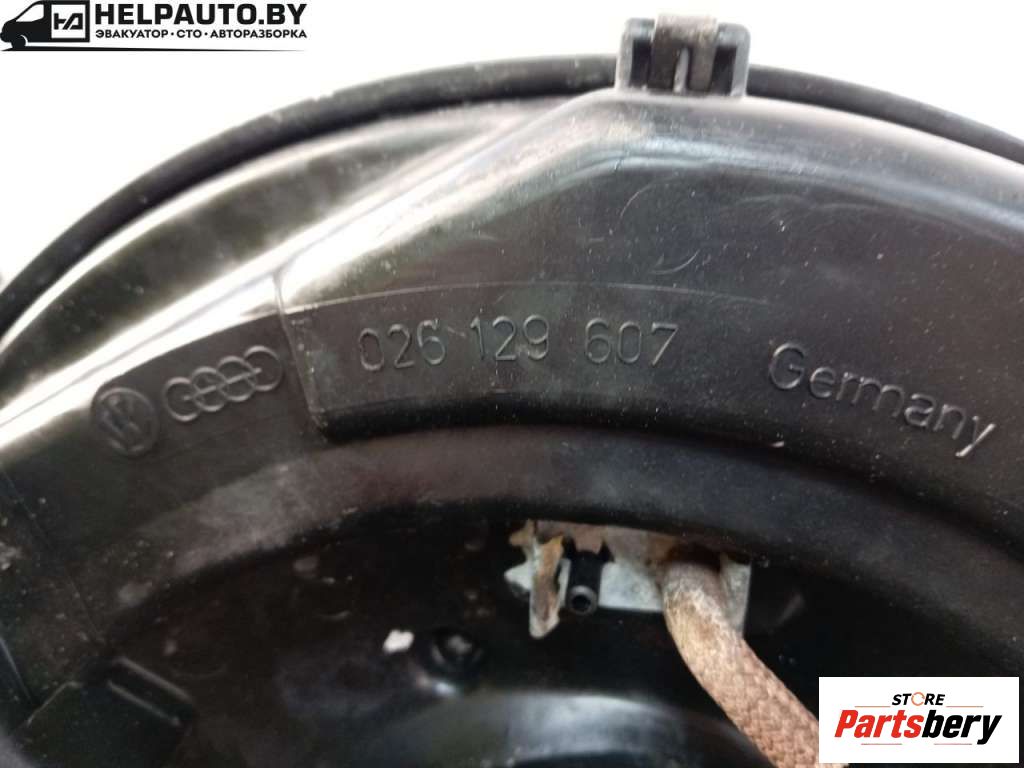 HELPAUTO.BY
ЭВАКУАТОР • СТО • АВТОРАЗБОРКА
026 129 607
Germany
STORE
Partsbery